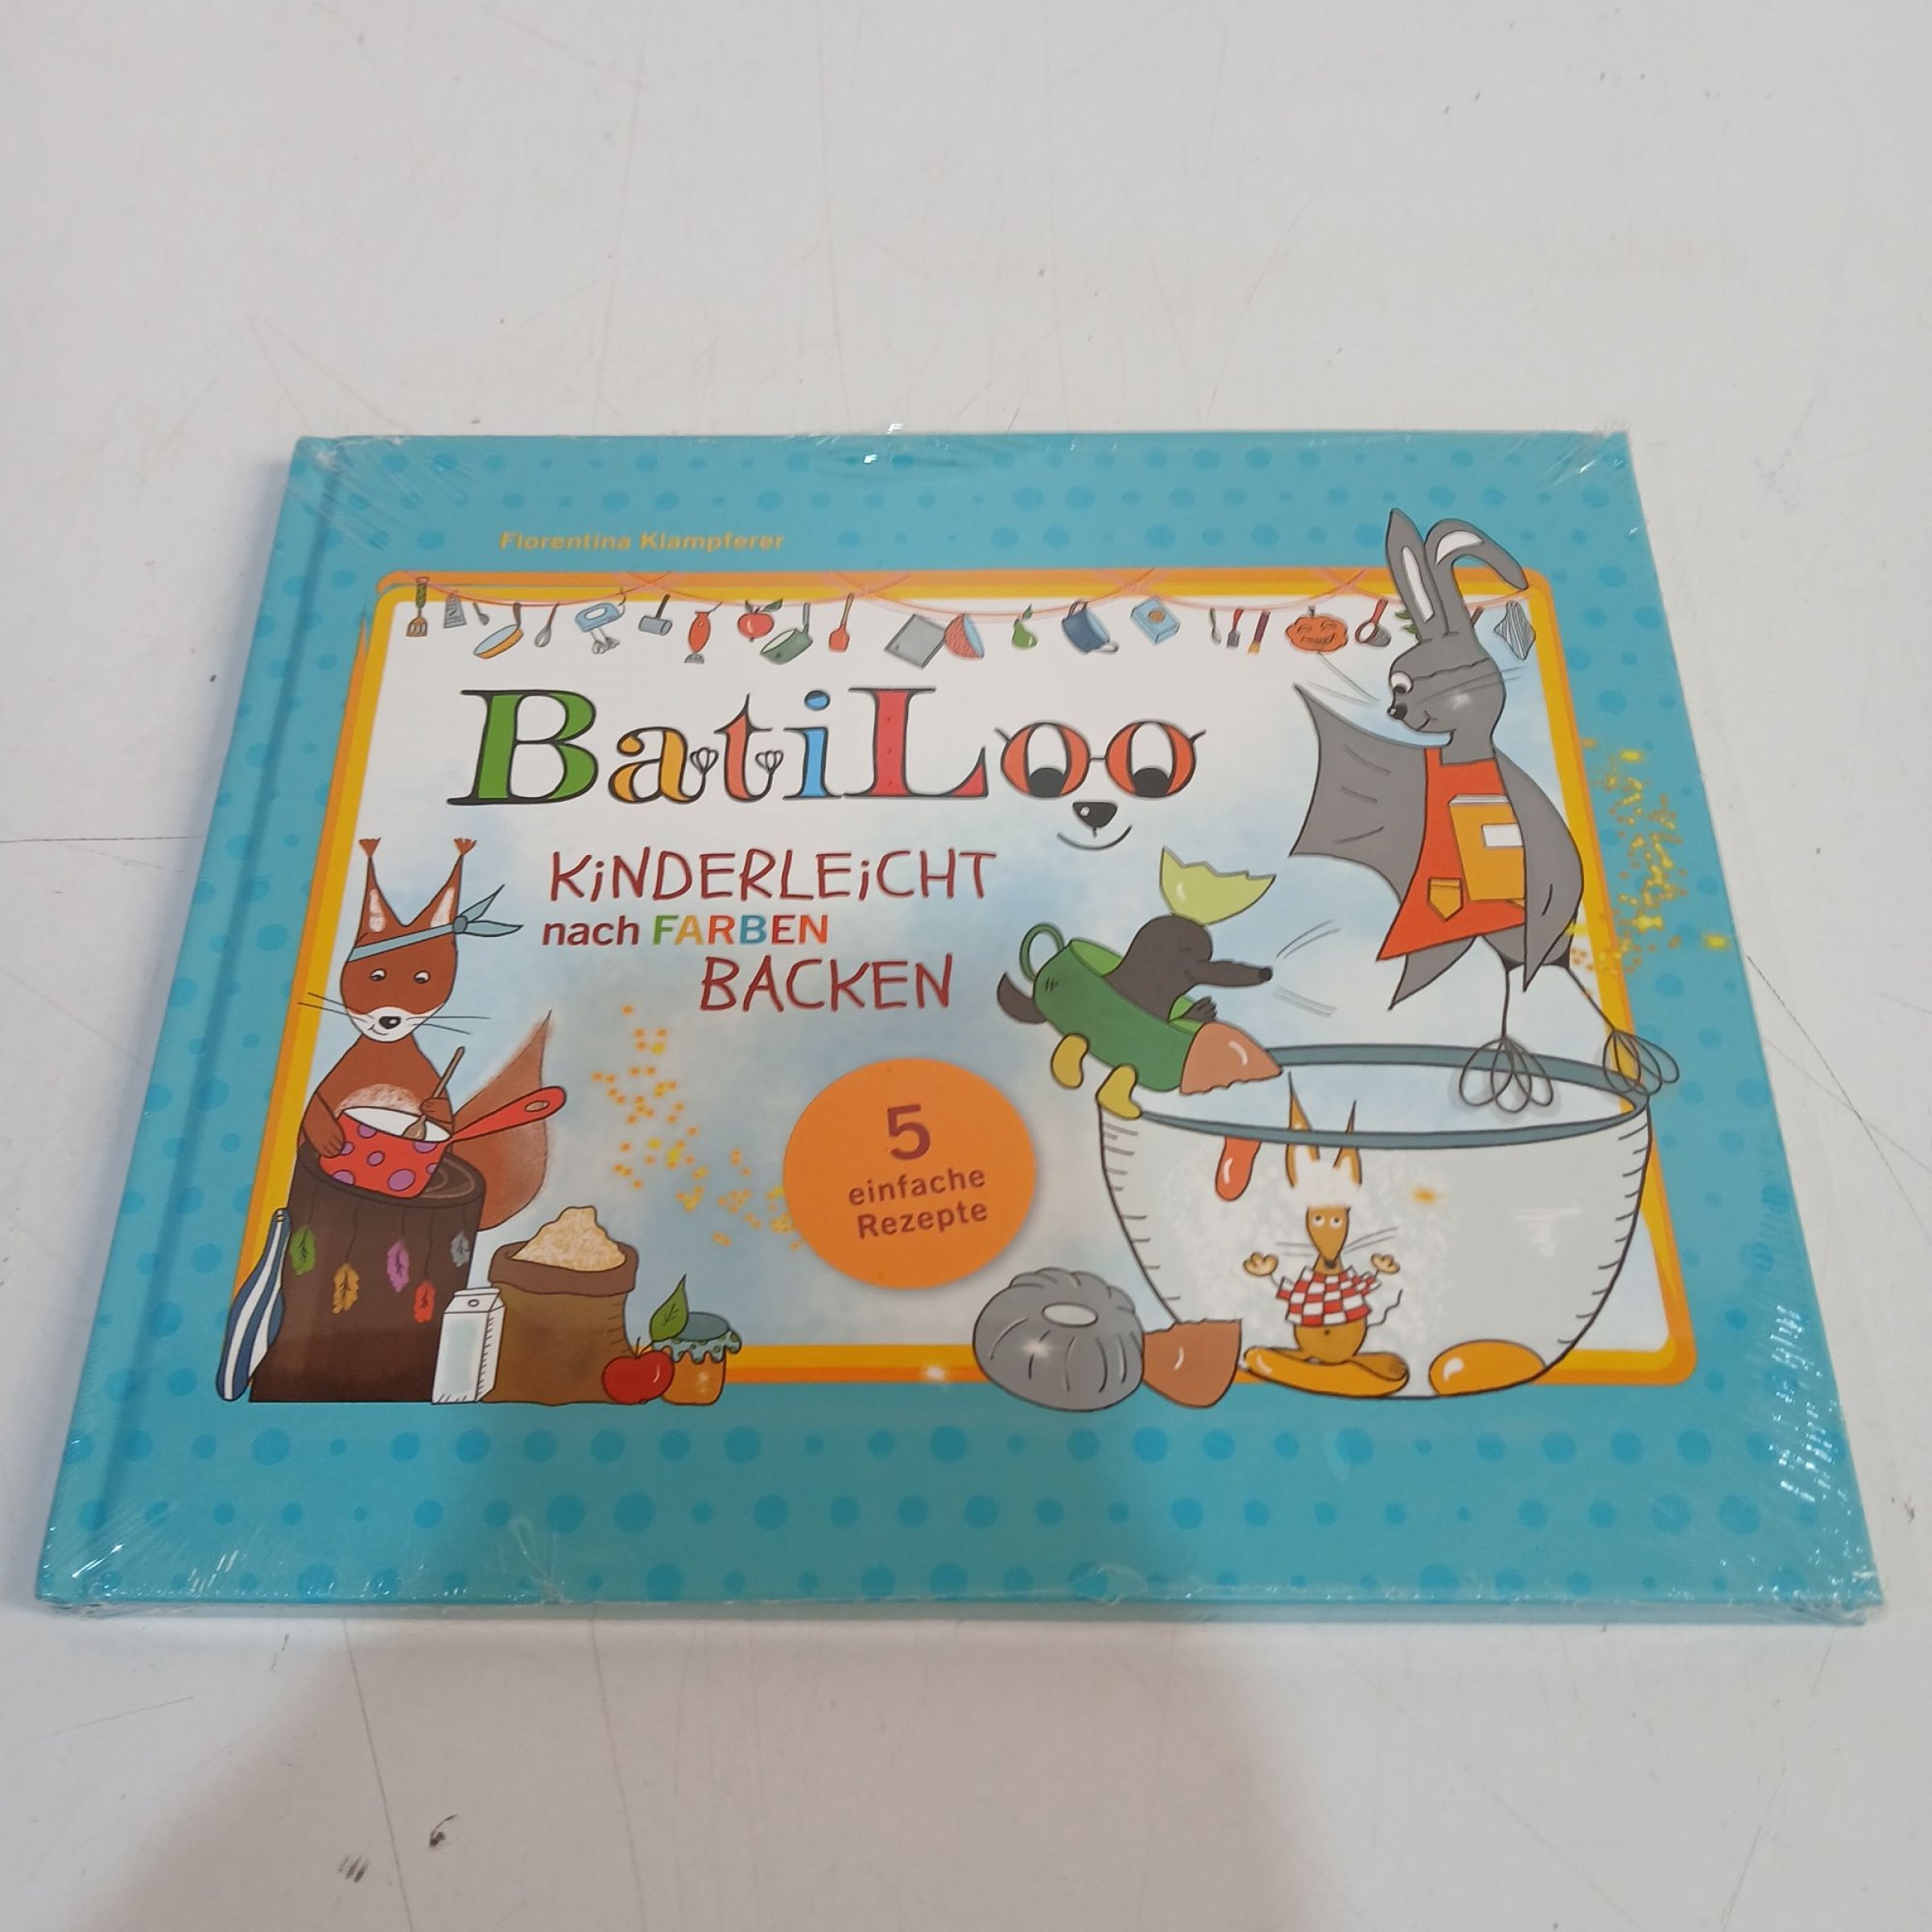 Florentina Klampferer
BatiLoo
KiNDERLEiCHT
nach FARBEN
BACKEN
5
einfache
Rezepte